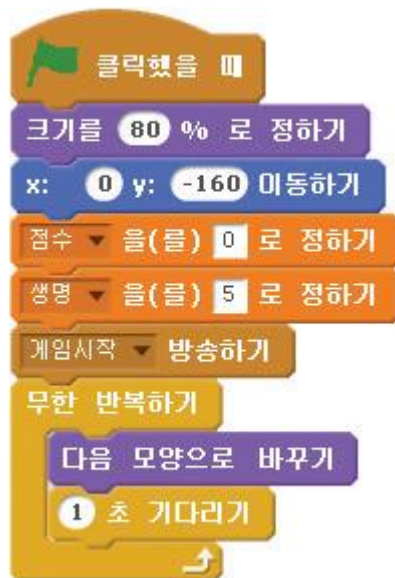 클릭했을 때
크기를 80 % 로 정하기
x: 0 y: -160 이동하기
점수 을(를) 0 로 정하기
생명 을(를) 5 로 정하기
게임시작 방송하기
무한 반복하기
다음 모양으로 바꾸기
1 초 기다리기